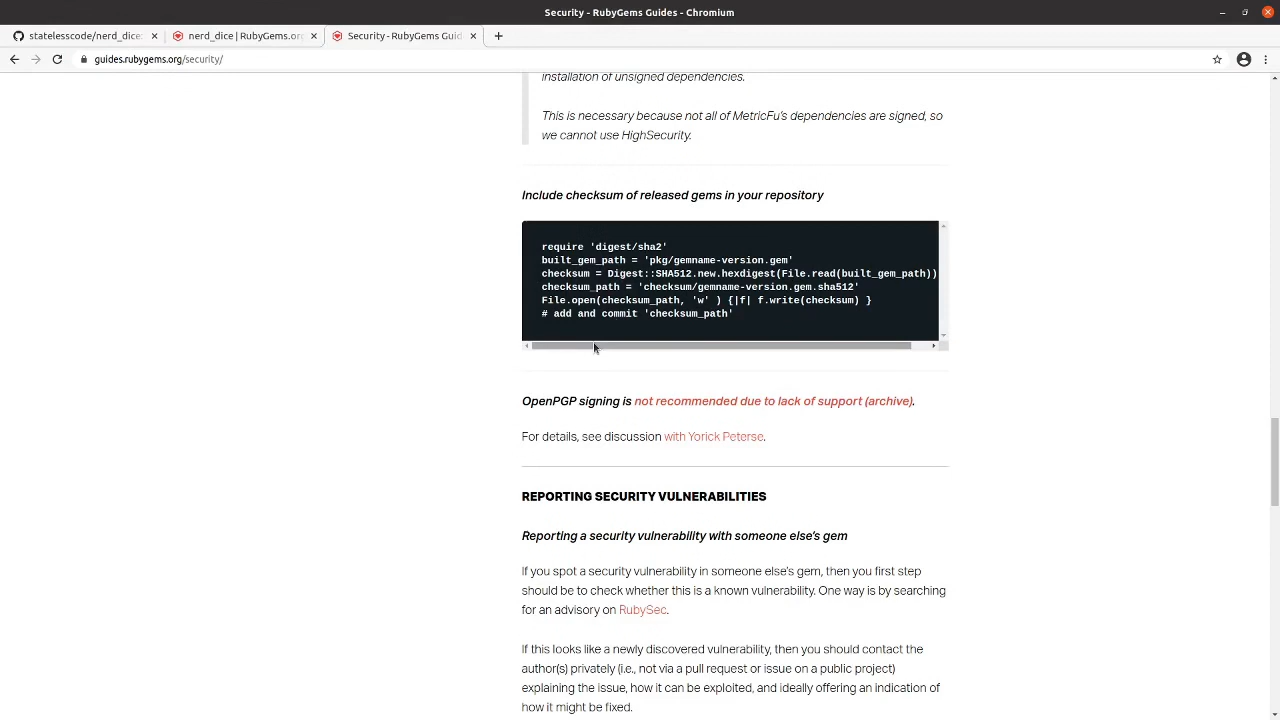 Security - RubyGems Guides - Chromium
statelesscode/nerd_dice:
nerd_dice | RubyGems.org
Security - RubyGems Guid
guides.rubygems.org/security/
installation of unsigned dependencies.
This is necessary because not all of MetricFu's dependencies are signed, so
we cannot use HighSecurity.
Include checksum of released gems in your repository
require 'digest/sha2'
built_gem_path = 'pkg/gemname-version.gem'
checksum = Digest::SHA512.new.hexdigest(File.read(built_gem_path))
checksum_path = 'checksum/gemname-version.gem.sha512'
File.open(checksum_path, 'w' ) {|f| f.write(checksum) }
# add and commit 'checksum_path'
OpenPGP signing is not recommended due to lack of support (archive).
For details, see discussion with Yorick Peterse.
REPORTING SECURITY VULNERABILITIES
Reporting a security vulnerability with someone else's gem
If you spot a security vulnerability in someone else's gem, then you first step
should be to check whether this is a known vulnerability. One way is by searching
for an advisory on RubySec.
If this looks like a newly discovered vulnerability, then you should contact the
author(s) privately (i.e., not via a pull request or issue on a public project)
explaining the issue, how it can be exploited, and ideally offering an indication of
how it might be fixed.